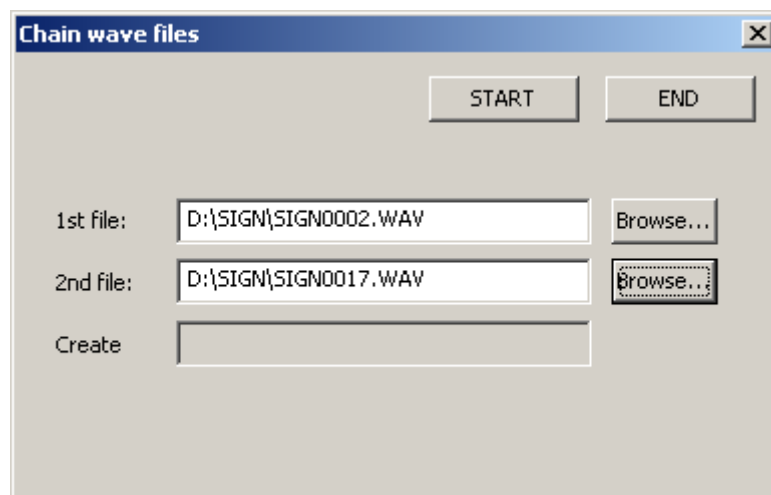 Chain wave files
START END
1st file: D:\SIGN\SIGN0002.WAV Browse...
2nd file: D:\SIGN\SIGN0017.WAV Browse...
Create